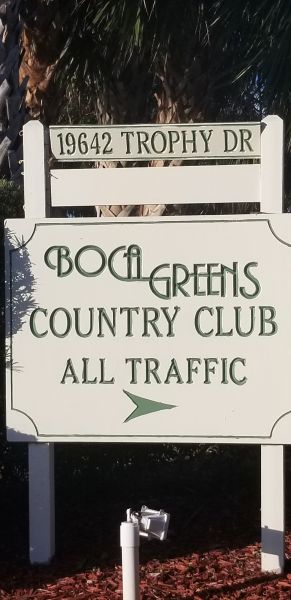 19642 TROPHY DR
BOCA GREENS
COUNTRY CLUB
ALL TRAFFIC